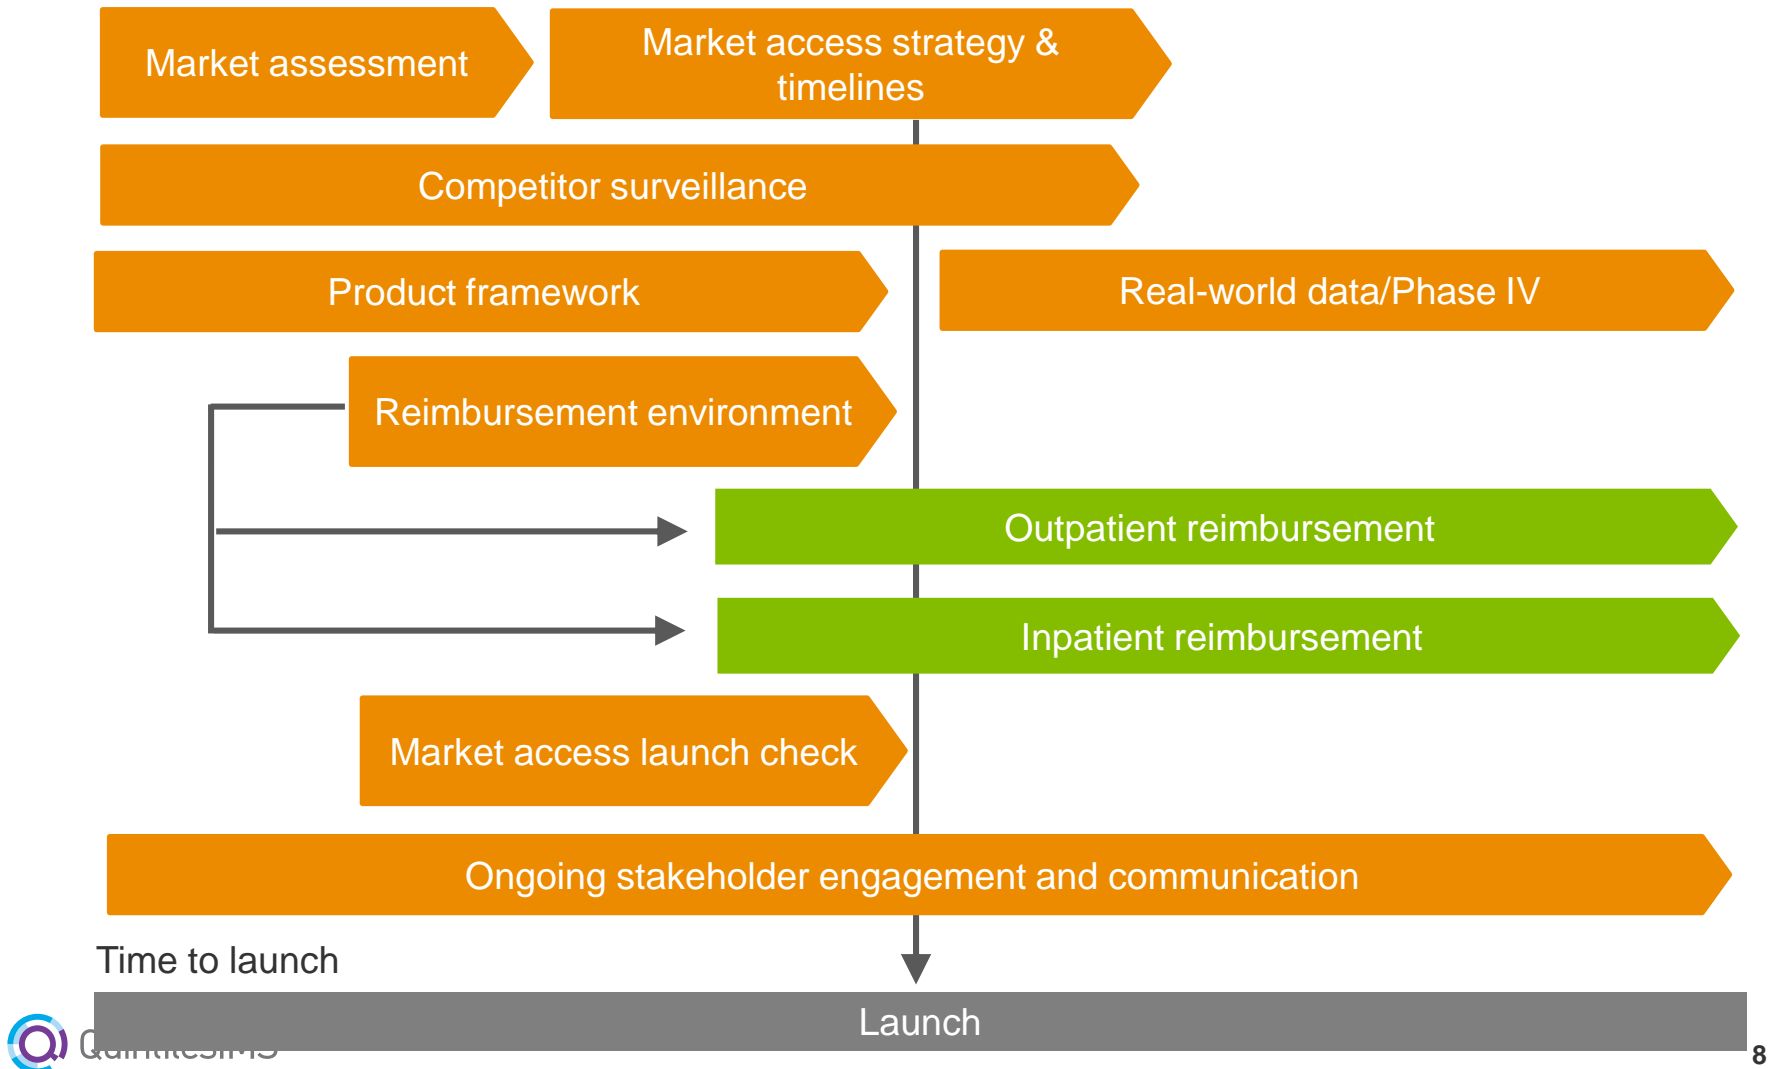 Market assessment
Market access strategy &
timelines
Competitor surveillance
Product framework
Real-world data/Phase IV
Reimbursement environment
Outpatient reimbursement
Inpatient reimbursement
Market access launch check
Ongoing stakeholder engagement and communication
Time to launch
Launch
QuintilesIMS
8